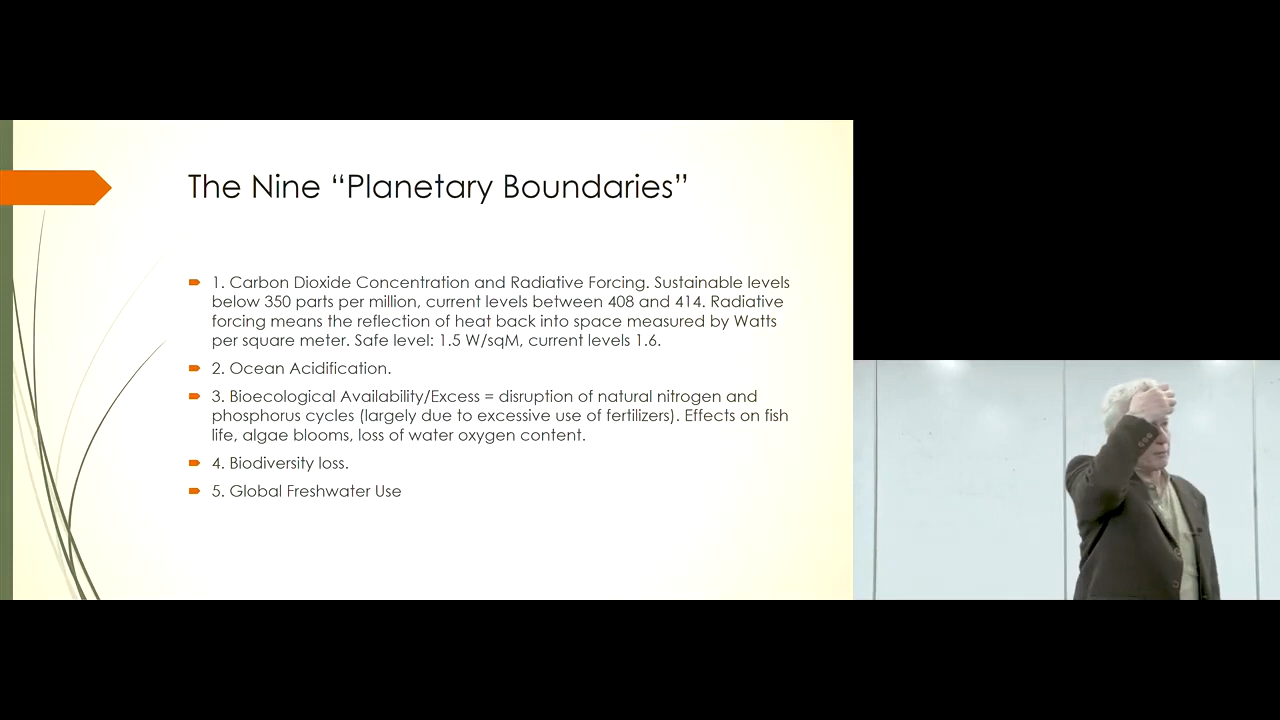 The Nine “Planetary Boundaries”
1. Carbon Dioxide Concentration and Radiative Forcing. Sustainable levels
below 350 parts per million, current levels between 408 and 414. Radiative
forcing means the reflection of heat back into space measured by Watts
per square meter. Safe level: 1.5 W/sqM, current levels 1.6.
2. Ocean Acidification.
3. Bioecological Availability/Excess = disruption of natural nitrogen and
phosphorus cycles (largely due to excessive use of fertilizers). Effects on fish
life, algae blooms, loss of water oxygen content.
4. Biodiversity loss.
5. Global Freshwater Use